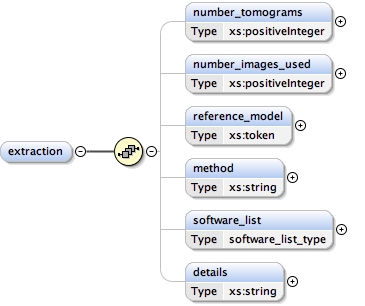 number_tomograms
Type xs:positiveInteger
number_images_used
Type xs:positiveInteger
reference_model
Type xs:token
extraction
method
Type xs:string
software_list
Type software_list_type
details
Type xs:string